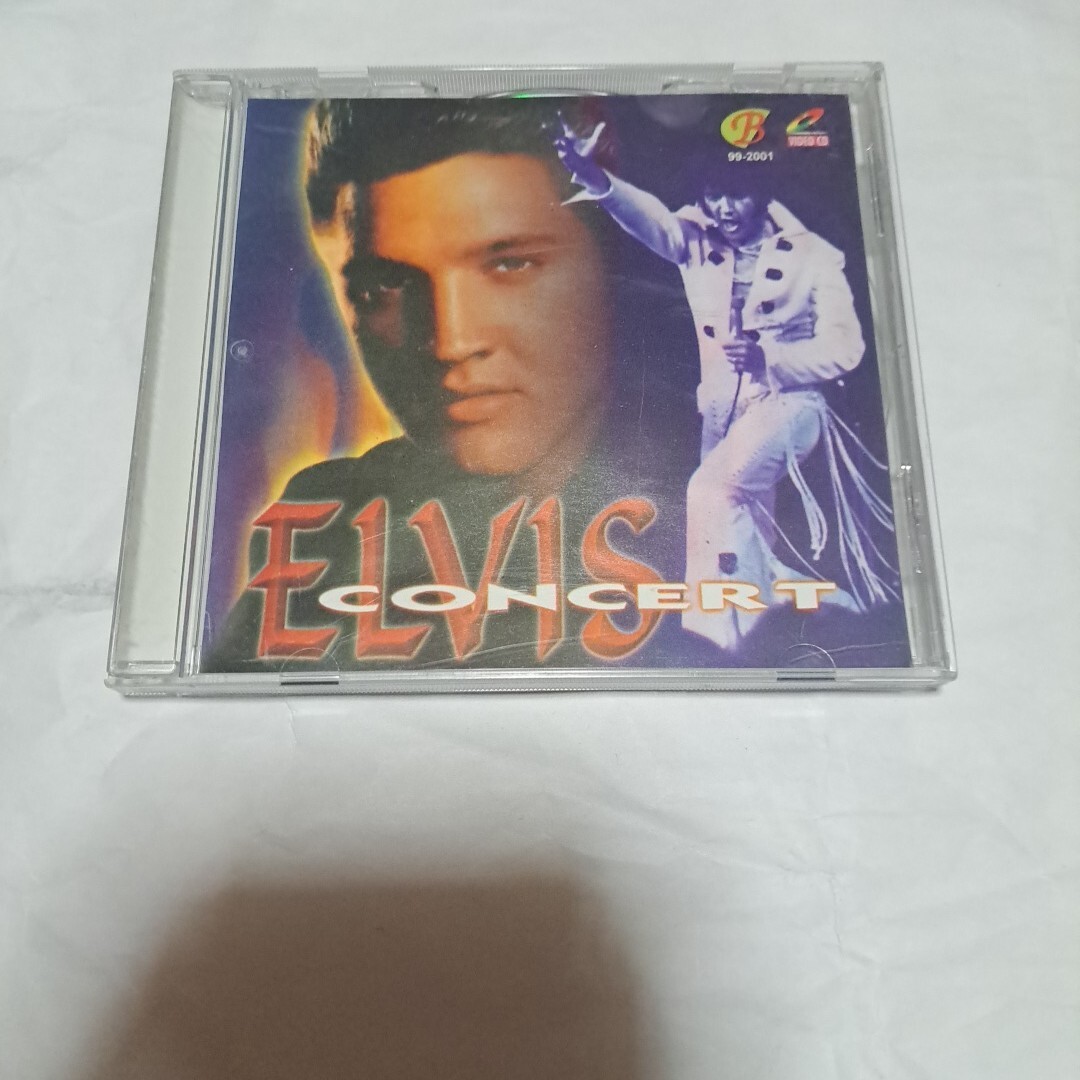 B
VIDEO CD
99-2001
ELVIS
CONCERT